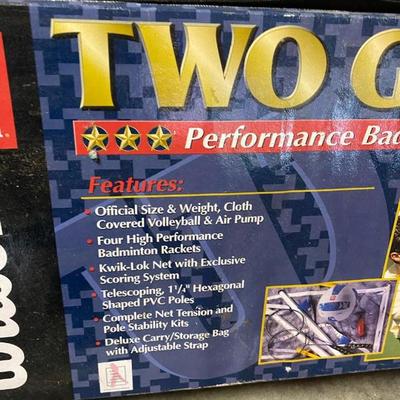 TWO G
Performance Bad
Features:
• Official Size & Weight, Cloth
Covered Volleyball & Air Pump
• Four High Performance
Badminton Rackets
• Kwik-Lok Net with Exclusive
Scoring System
• Telescoping, 1¼" Hexagonal
Shaped PVC Poles
• Complete Net Tension and
Pole Stability Kits
• Deluxe Carry/Storage Bag
with Adjustable Strap